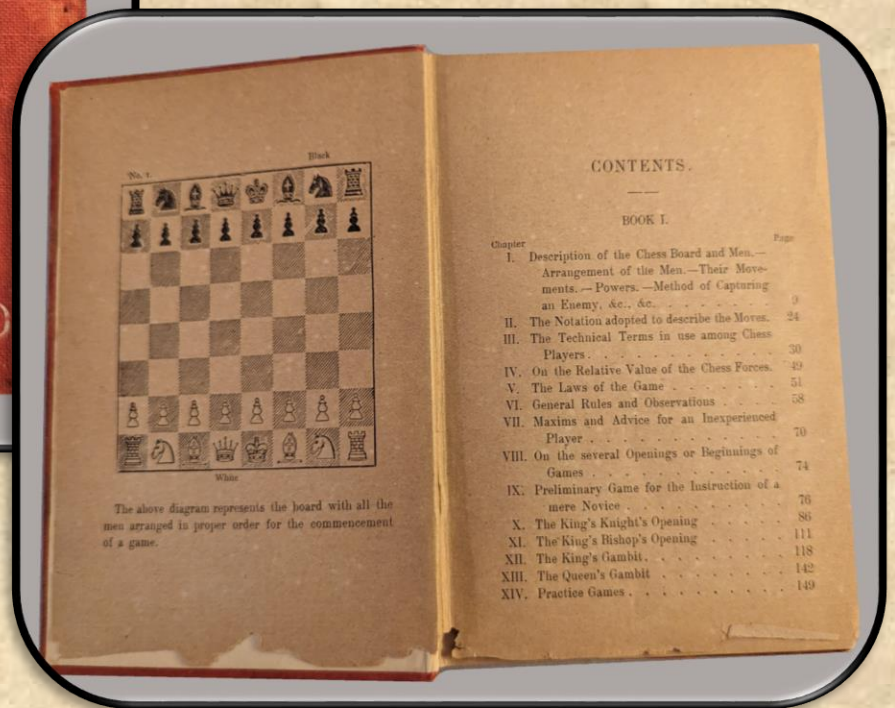 No. 1.
Black
White
The above diagram represents the board with all the
men arranged in proper order for the commencement
of a game.
CONTENTS.
BOOK I.
Chapter Page
I. Description of the Chess Board and Men.—
Arrangement of the Men.—Their Move-
ments. — Powers. — Method of Capturing
an Enemy, &c., &c. . . . . . . . 9
II. The Notation adopted to describe the Moves. 24
III. The Technical Terms in use among Chess
Players . . . . . . . . . . . . 30
IV. On the Relative Value of the Chess Forces. 49
V. The Laws of the Game . . . . . . . 51
VI. General Rules and Observations . . . . 58
VII. Maxims and Advice for an Inexperienced
Player . . . . . . . . . . . . 70
VIII. On the several Openings or Beginnings of
Games . . . . . . . . . . . . 74
IX. Preliminary Game for the Instruction of a
mere Novice . . . . . . . . . 76
X. The King's Knight's Opening . . . . . 86
XI. The King's Bishop's Opening . . . . . 111
XII. The King's Gambit . . . . . . . . . 118
XIII. The Queen's Gambit . . . . . . . . 142
XIV. Practice Games . . . . . . . . . . 149